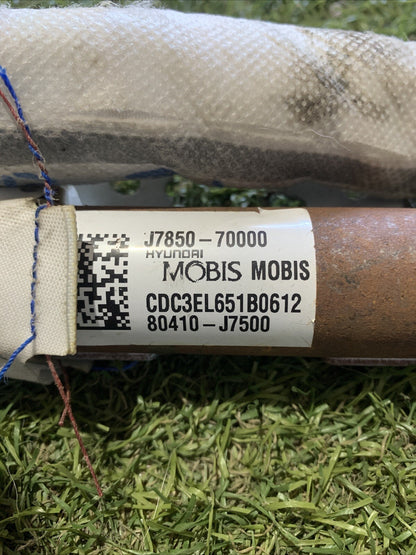 J7850-70000
HYUNDAI
MOBIS MOBIS
CDC3EL651B0612
80410-J7500